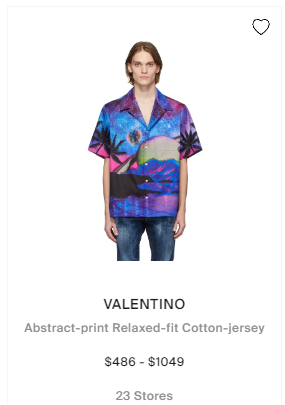 VALENTINO
Abstract-print Relaxed-fit Cotton-jersey
$486 - $1049
23 Stores